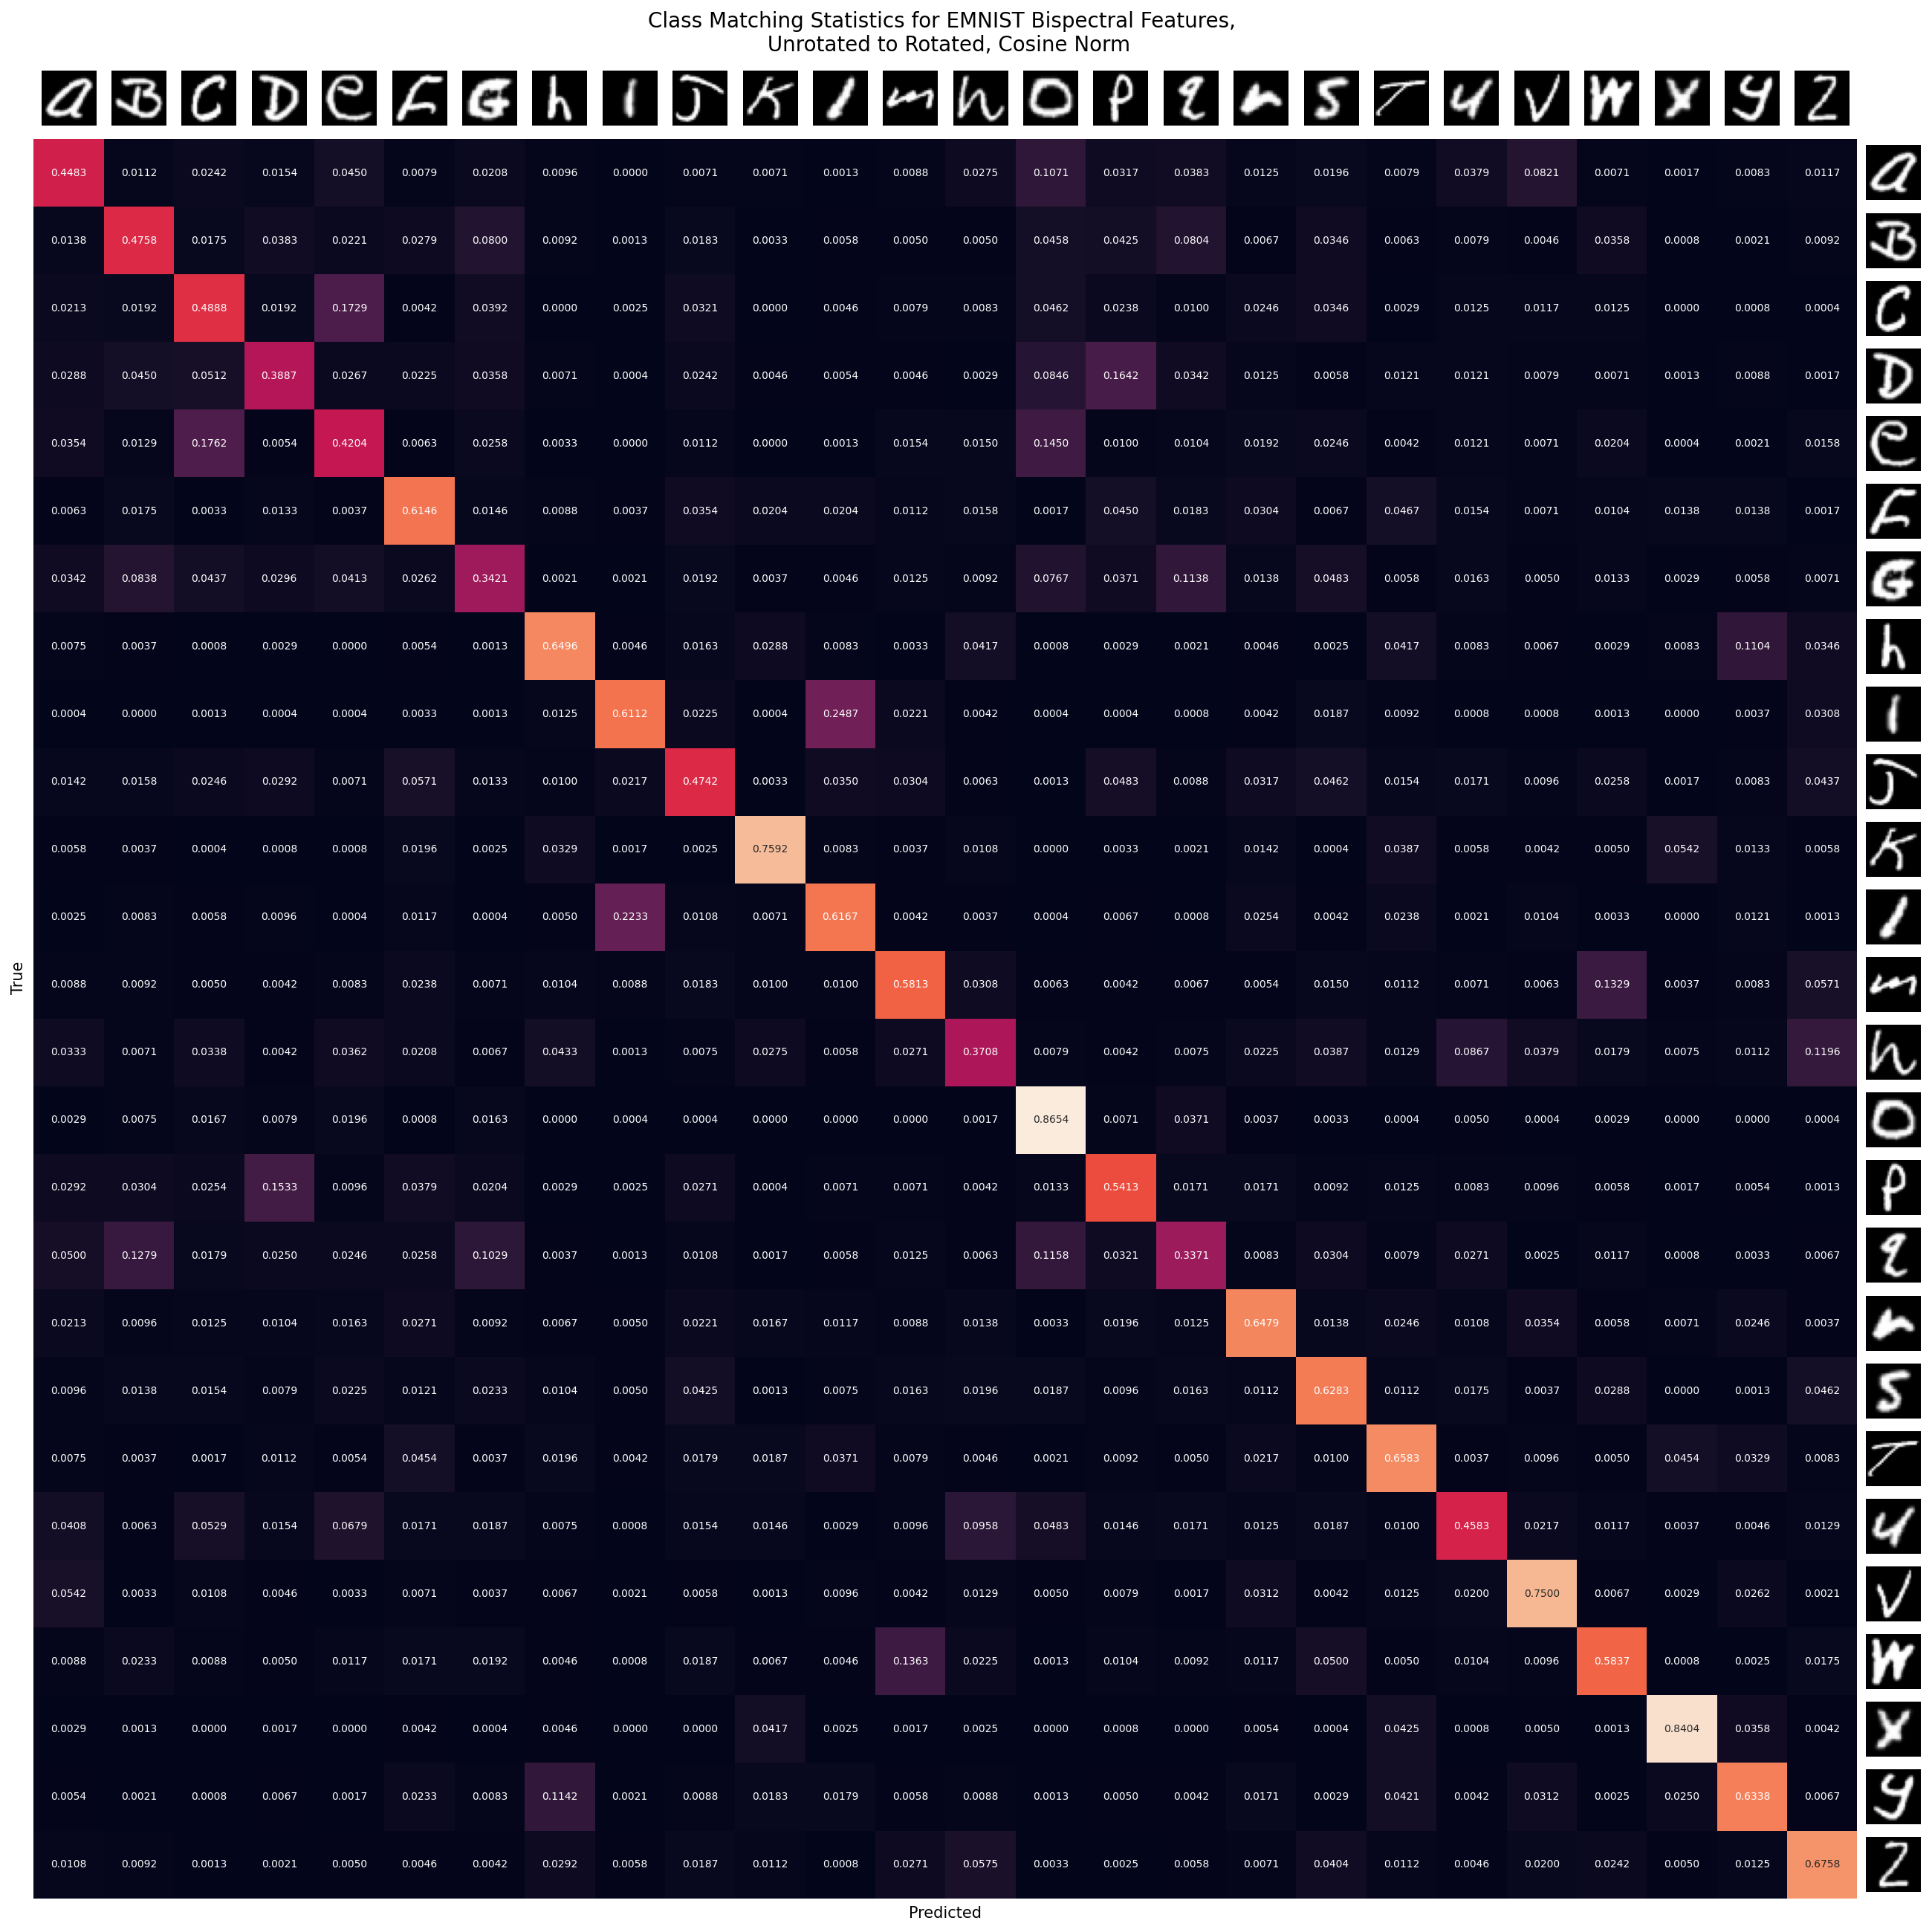 Class Matching Statistics for EMNIST Bispectral Features,
Unrotated to Rotated, Cosine Norm
a B C D e F G h I J K l m n O p q r S T u V W X y Z
0.4483 0.0112 0.0242 0.0154 0.0450 0.0079 0.0208 0.0096 0.0000 0.0071 0.0071 0.0013 0.0088 0.0275 0.1071 0.0317 0.0383 0.0125 0.0196 0.0079 0.0379 0.0821 0.0071 0.0017 0.0083 0.0117 a
0.0138 0.4758 0.0175 0.0383 0.0221 0.0279 0.0800 0.0092 0.0013 0.0183 0.0033 0.0058 0.0050 0.0050 0.0458 0.0425 0.0804 0.0067 0.0346 0.0063 0.0079 0.0046 0.0358 0.0008 0.0021 0.0092 B
0.0213 0.0192 0.4888 0.0192 0.1729 0.0042 0.0392 0.0000 0.0025 0.0321 0.0000 0.0046 0.0079 0.0083 0.0462 0.0238 0.0100 0.0246 0.0346 0.0029 0.0125 0.0117 0.0125 0.0000 0.0008 0.0004 C
0.0288 0.0450 0.0512 0.3887 0.0267 0.0225 0.0358 0.0071 0.0004 0.0242 0.0046 0.0054 0.0046 0.0029 0.0846 0.1642 0.0342 0.0125 0.0058 0.0121 0.0121 0.0079 0.0071 0.0013 0.0088 0.0017 D
0.0354 0.0129 0.1762 0.0054 0.4204 0.0063 0.0258 0.0033 0.0000 0.0112 0.0000 0.0013 0.0154 0.0150 0.1450 0.0100 0.0104 0.0192 0.0246 0.0042 0.0121 0.0071 0.0204 0.0004 0.0021 0.0158 e
0.0063 0.0175 0.0033 0.0133 0.0037 0.6146 0.0146 0.0088 0.0037 0.0354 0.0204 0.0204 0.0112 0.0158 0.0017 0.0450 0.0183 0.0304 0.0067 0.0467 0.0154 0.0071 0.0104 0.0138 0.0138 0.0017 F
0.0342 0.0838 0.0437 0.0296 0.0413 0.0262 0.3421 0.0021 0.0021 0.0192 0.0037 0.0046 0.0125 0.0092 0.0767 0.0371 0.1138 0.0138 0.0483 0.0058 0.0163 0.0050 0.0133 0.0029 0.0058 0.0071 G
0.0075 0.0037 0.0008 0.0029 0.0000 0.0054 0.0013 0.6496 0.0046 0.0163 0.0288 0.0083 0.0033 0.0417 0.0008 0.0029 0.0021 0.0046 0.0025 0.0417 0.0083 0.0067 0.0029 0.0083 0.1104 0.0346 h
0.0004 0.0000 0.0013 0.0004 0.0004 0.0033 0.0013 0.0125 0.6112 0.0225 0.0004 0.2487 0.0221 0.0042 0.0004 0.0004 0.0008 0.0042 0.0187 0.0092 0.0008 0.0008 0.0013 0.0000 0.0037 0.0308 I
0.0142 0.0158 0.0246 0.0292 0.0071 0.0571 0.0133 0.0100 0.0217 0.4742 0.0033 0.0350 0.0304 0.0063 0.0013 0.0483 0.0088 0.0317 0.0462 0.0154 0.0171 0.0096 0.0258 0.0017 0.0083 0.0437 J
0.0058 0.0037 0.0004 0.0008 0.0008 0.0196 0.0025 0.0329 0.0017 0.0025 0.7592 0.0083 0.0037 0.0108 0.0000 0.0033 0.0021 0.0142 0.0004 0.0387 0.0058 0.0042 0.0050 0.0542 0.0133 0.0058 K
0.0025 0.0083 0.0058 0.0096 0.0004 0.0117 0.0004 0.0050 0.2233 0.0108 0.0071 0.6167 0.0042 0.0037 0.0004 0.0067 0.0008 0.0254 0.0042 0.0238 0.0021 0.0104 0.0033 0.0000 0.0121 0.0013 l
0.0088 0.0092 0.0050 0.0042 0.0083 0.0238 0.0071 0.0104 0.0088 0.0183 0.0100 0.0100 0.5813 0.0308 0.0063 0.0042 0.0067 0.0054 0.0150 0.0112 0.0071 0.0063 0.1329 0.0037 0.0083 0.0571 m
0.0333 0.0071 0.0338 0.0042 0.0362 0.0208 0.0067 0.0433 0.0013 0.0075 0.0275 0.0058 0.0271 0.3708 0.0079 0.0042 0.0075 0.0225 0.0387 0.0129 0.0867 0.0379 0.0179 0.0075 0.0112 0.1196 n
0.0029 0.0075 0.0167 0.0079 0.0196 0.0008 0.0163 0.0000 0.0004 0.0004 0.0000 0.0000 0.0000 0.0017 0.8654 0.0071 0.0371 0.0037 0.0033 0.0004 0.0050 0.0004 0.0029 0.0000 0.0000 0.0004 O
0.0292 0.0304 0.0254 0.1533 0.0096 0.0379 0.0204 0.0029 0.0025 0.0271 0.0004 0.0071 0.0071 0.0042 0.0133 0.5413 0.0171 0.0171 0.0092 0.0125 0.0083 0.0096 0.0058 0.0017 0.0054 0.0013 p
0.0500 0.1279 0.0179 0.0250 0.0246 0.0258 0.1029 0.0037 0.0013 0.0108 0.0017 0.0058 0.0125 0.0063 0.1158 0.0321 0.3371 0.0083 0.0304 0.0079 0.0271 0.0025 0.0117 0.0008 0.0033 0.0067 q
0.0213 0.0096 0.0125 0.0104 0.0163 0.0271 0.0092 0.0067 0.0050 0.0221 0.0167 0.0117 0.0088 0.0138 0.0033 0.0196 0.0125 0.6479 0.0138 0.0246 0.0108 0.0354 0.0058 0.0071 0.0246 0.0037 r
0.0096 0.0138 0.0154 0.0079 0.0225 0.0121 0.0233 0.0104 0.0050 0.0425 0.0013 0.0075 0.0163 0.0196 0.0187 0.0096 0.0163 0.0112 0.6283 0.0112 0.0175 0.0037 0.0288 0.0000 0.0013 0.0462 S
0.0075 0.0037 0.0017 0.0112 0.0054 0.0454 0.0037 0.0196 0.0042 0.0179 0.0187 0.0371 0.0079 0.0046 0.0021 0.0092 0.0050 0.0217 0.0100 0.6583 0.0037 0.0096 0.0050 0.0454 0.0329 0.0083 T
0.0408 0.0063 0.0529 0.0154 0.0679 0.0171 0.0187 0.0075 0.0008 0.0154 0.0146 0.0029 0.0096 0.0958 0.0483 0.0146 0.0171 0.0125 0.0187 0.0100 0.4583 0.0217 0.0117 0.0037 0.0046 0.0129 u
0.0542 0.0033 0.0108 0.0046 0.0033 0.0071 0.0037 0.0067 0.0021 0.0058 0.0013 0.0096 0.0042 0.0129 0.0050 0.0079 0.0017 0.0312 0.0042 0.0125 0.0200 0.7500 0.0067 0.0029 0.0262 0.0021 V
0.0088 0.0233 0.0088 0.0050 0.0117 0.0171 0.0192 0.0046 0.0008 0.0187 0.0067 0.0046 0.1363 0.0225 0.0013 0.0104 0.0092 0.0117 0.0500 0.0050 0.0104 0.0096 0.5837 0.0008 0.0025 0.0175 W
0.0029 0.0013 0.0000 0.0017 0.0000 0.0042 0.0004 0.0046 0.0000 0.0000 0.0417 0.0025 0.0017 0.0025 0.0000 0.0008 0.0000 0.0054 0.0004 0.0425 0.0008 0.0050 0.0013 0.8404 0.0358 0.0042 X
0.0054 0.0021 0.0008 0.0067 0.0017 0.0233 0.0083 0.1142 0.0021 0.0088 0.0183 0.0179 0.0058 0.0088 0.0013 0.0050 0.0042 0.0171 0.0029 0.0421 0.0042 0.0312 0.0025 0.0250 0.6338 0.0067 y
0.0108 0.0092 0.0013 0.0021 0.0050 0.0046 0.0042 0.0292 0.0058 0.0187 0.0112 0.0008 0.0271 0.0575 0.0033 0.0025 0.0058 0.0071 0.0404 0.0112 0.0046 0.0200 0.0242 0.0050 0.0125 0.6758 Z
True
Predicted